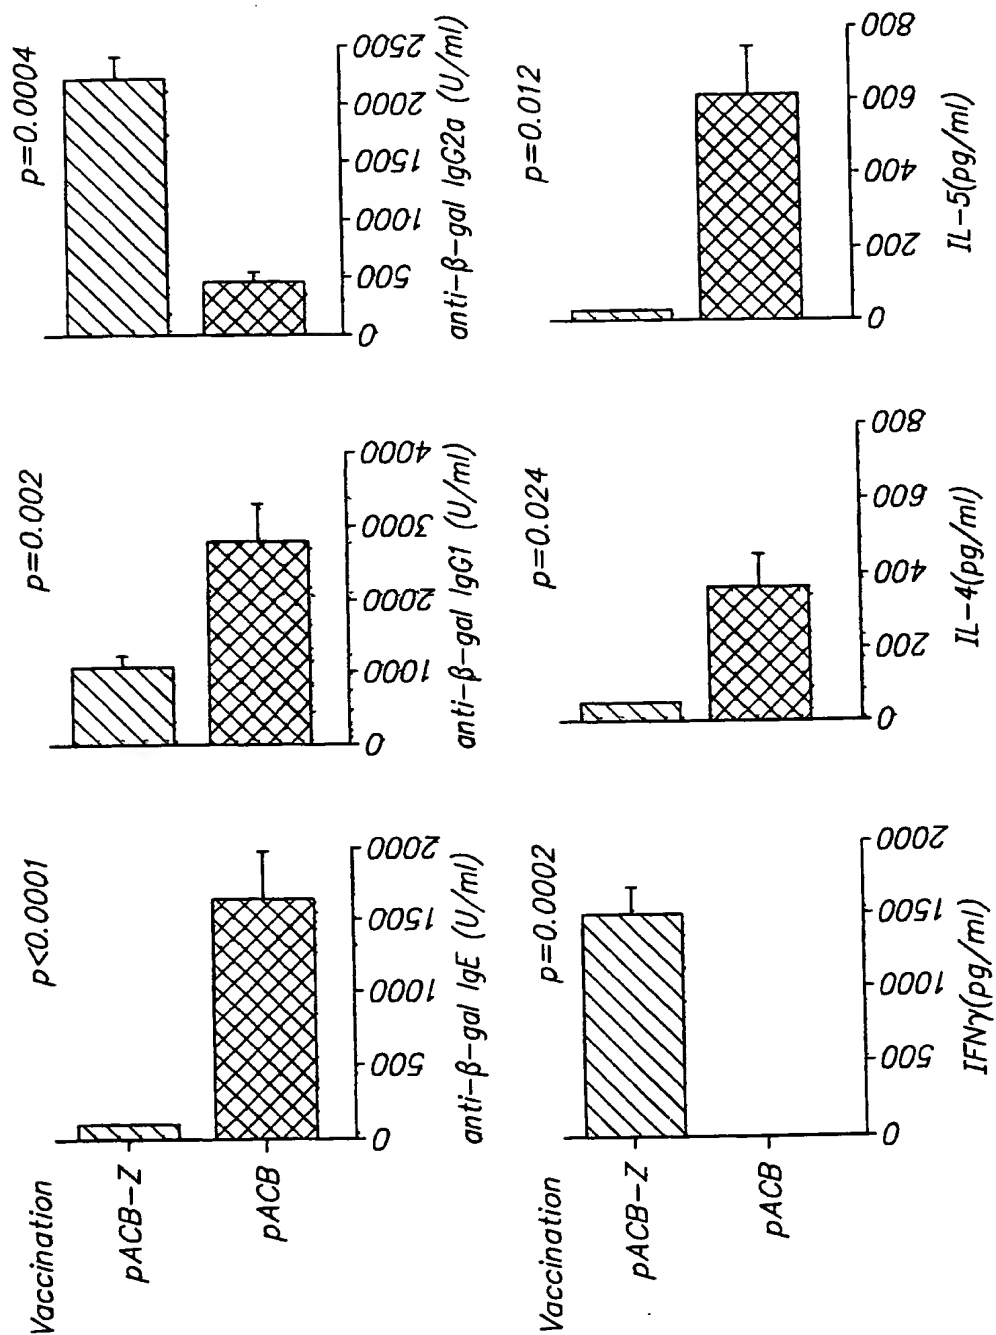 Vaccination
pACB-Z
pACB
p<0.0001
0
500
1000
1500
2000
anti-β-gal IgE (U/ml)
p=0.002
0
1000
2000
3000
4000
anti-β-gal IgG1 (U/ml)
p=0.0004
0
500
1000
1500
2000
2500
anti-β-gal IgG2a (U/ml)
Vaccination
pACB-Z
pACB
p=0.0002
0
500
1000
1500
2000
IFNγ(pg/ml)
p=0.024
0
200
400
600
800
IL-4(pg/ml)
p=0.012
0
200
400
600
800
IL-5(pg/ml)